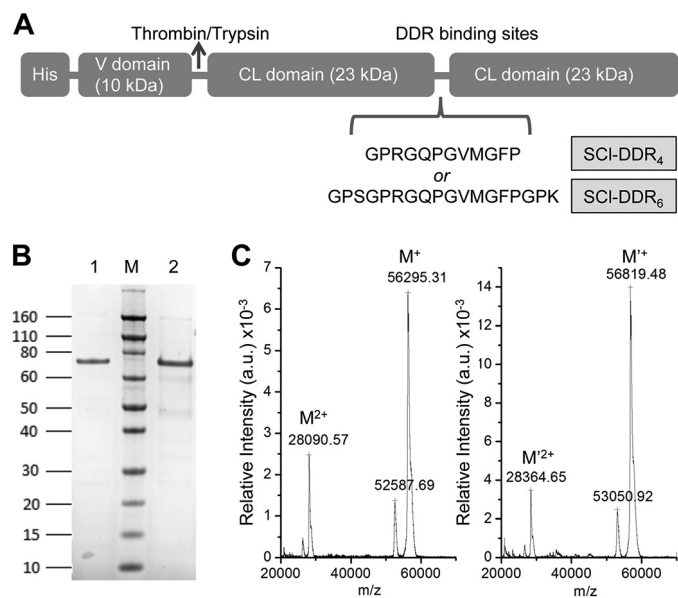 A
Thrombin/Trypsin
DDR binding sites
His
V domain
(10 kDa)
CL domain (23 kDa)
CL domain (23 kDa)
GPRGQPGVMGFP
SCI-DDR₄
or
GPSGPRGQPGVMGFPGPK
SCI-DDR₆
B
1 M 2
160
110
80
60
50
40
30
20
15
10
C
Relative Intensity (a.u.) x10⁻³
7
6
5
4
3
2
1
0
M⁺
56295.31
M²⁺
28090.57
52587.69
20000 40000 60000
m/z
Relative Intensity (a.u.) x10⁻³
14
12
10
8
6
4
2
0
M'⁺
56819.48
M'²⁺
28364.65
53050.92
20000 40000 60000
m/z